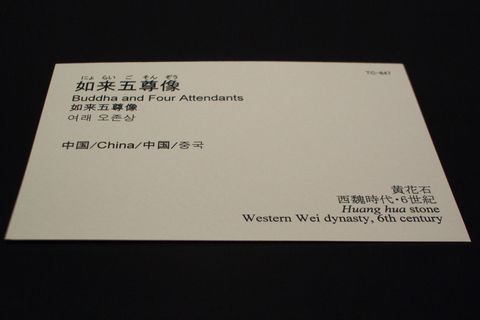 TC-647
にょ らい ご そん ぞう
如来五尊像
Buddha and Four Attendants
如来五尊像
여래 오존상
中国/China/中国/중국
黄花石
西魏時代・6世紀
Huang hua stone
Western Wei dynasty, 6th century